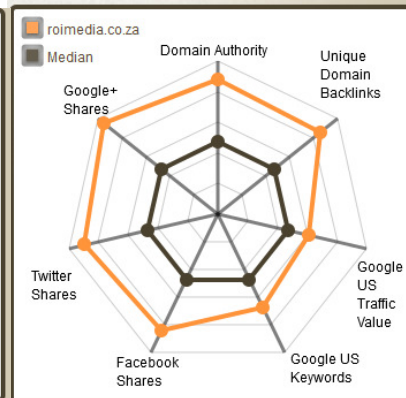 roimedia.co.za
Median
Domain Authority
Unique
Domain
Backlinks
Google
US
Traffic
Value
Google US
Keywords
Facebook
Shares
Twitter
Shares
Google+
Shares